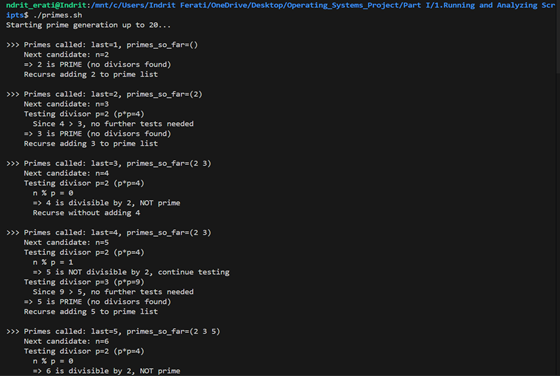 ndrit_erati@Indrit:/mnt/c/Users/Indrit Ferati/OneDrive/Desktop/Operating_Systems_Project/Part I/1.Running and Analyzing Scr
ipts$ ./primes.sh
Starting prime generation up to 20...

>>> Primes called: last=1, primes_so_far=()
    Next candidate: n=2
    => 2 is PRIME (no divisors found)
    Recurse adding 2 to prime list

>>> Primes called: last=2, primes_so_far=(2)
    Next candidate: n=3
    Testing divisor p=2 (p*p=4)
      Since 4 > 3, no further tests needed
    => 3 is PRIME (no divisors found)
    Recurse adding 3 to prime list

>>> Primes called: last=3, primes_so_far=(2 3)
    Next candidate: n=4
    Testing divisor p=2 (p*p=4)
      n % p = 0
      => 4 is divisible by 2, NOT prime
      Recurse without adding 4

>>> Primes called: last=4, primes_so_far=(2 3)
    Next candidate: n=5
    Testing divisor p=2 (p*p=4)
      n % p = 1
      => 5 is NOT divisible by 2, continue testing
    Testing divisor p=3 (p*p=9)
      Since 9 > 5, no further tests needed
    => 5 is PRIME (no divisors found)
    Recurse adding 5 to prime list

>>> Primes called: last=5, primes_so_far=(2 3 5)
    Next candidate: n=6
    Testing divisor p=2 (p*p=4)
      n % p = 0
      => 6 is divisible by 2, NOT prime